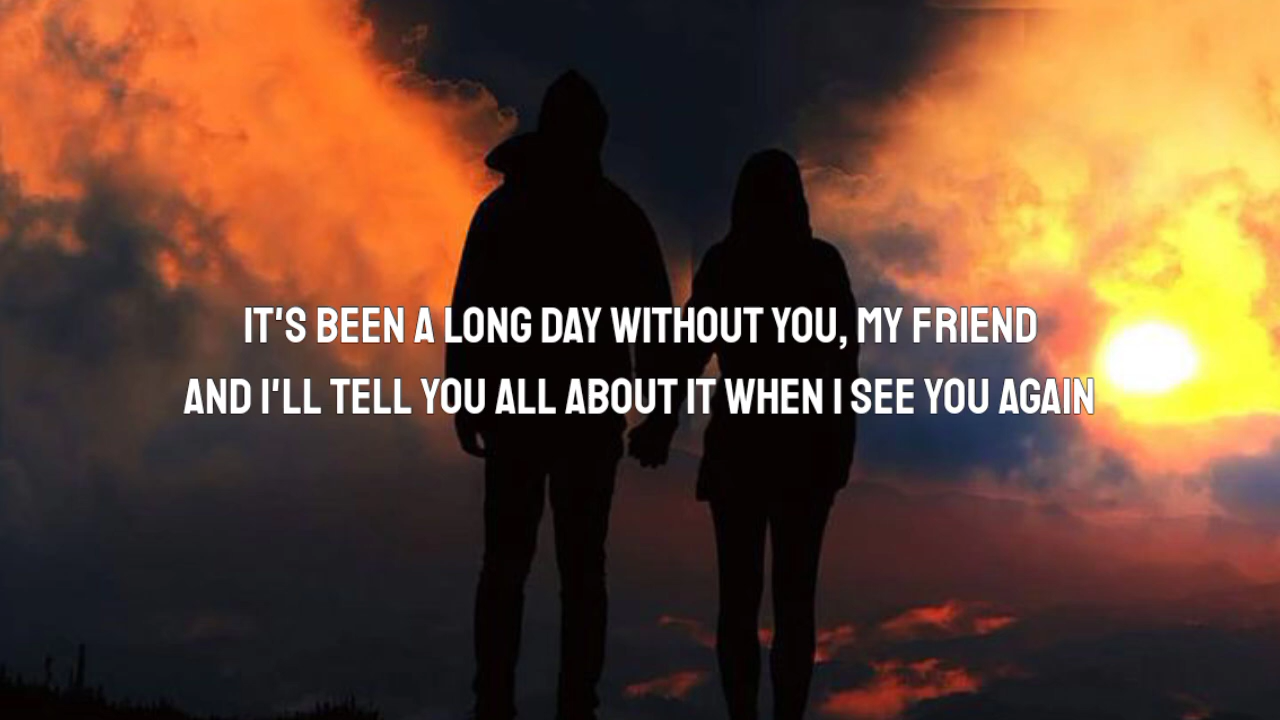 IT'S BEEN A LONG DAY WITHOUT YOU, MY FRIEND
AND I'LL TELL YOU ALL ABOUT IT WHEN I SEE YOU AGAIN